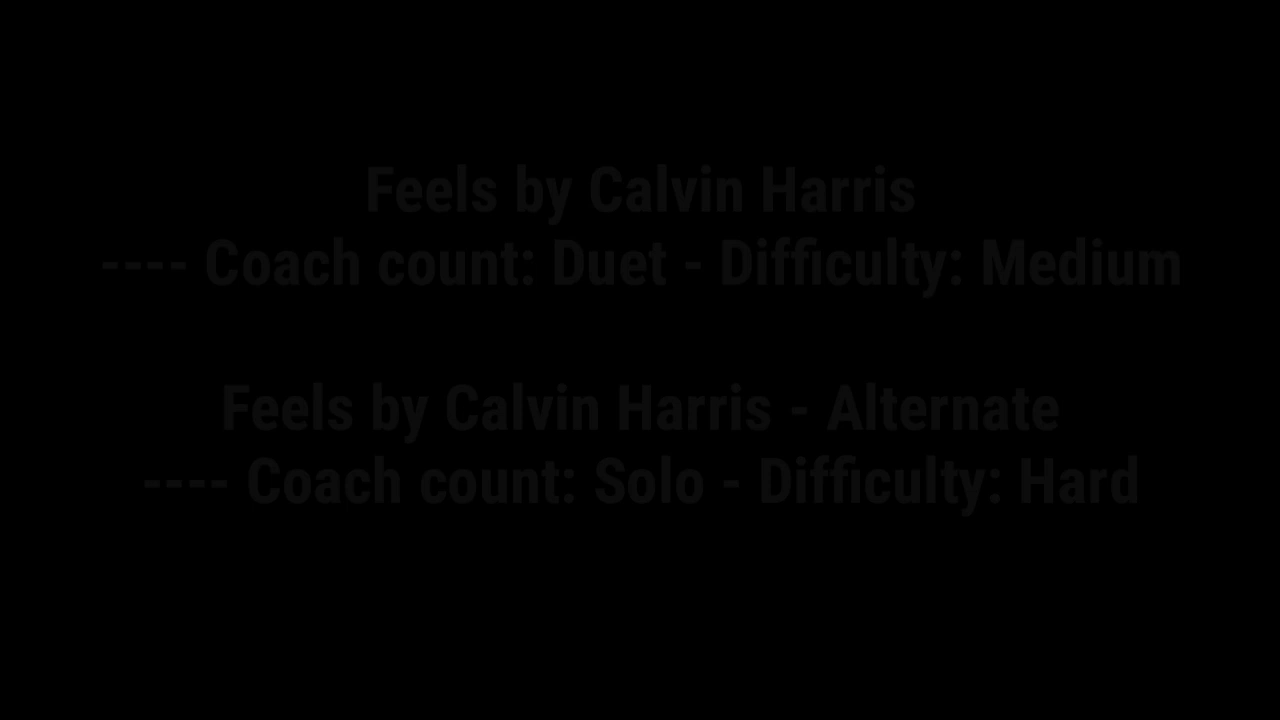 Feels by Calvin Harris
---- Coach count: Duet - Difficulty: Medium
Feels by Calvin Harris - Alternate
---- Coach count: Solo - Difficulty: Hard